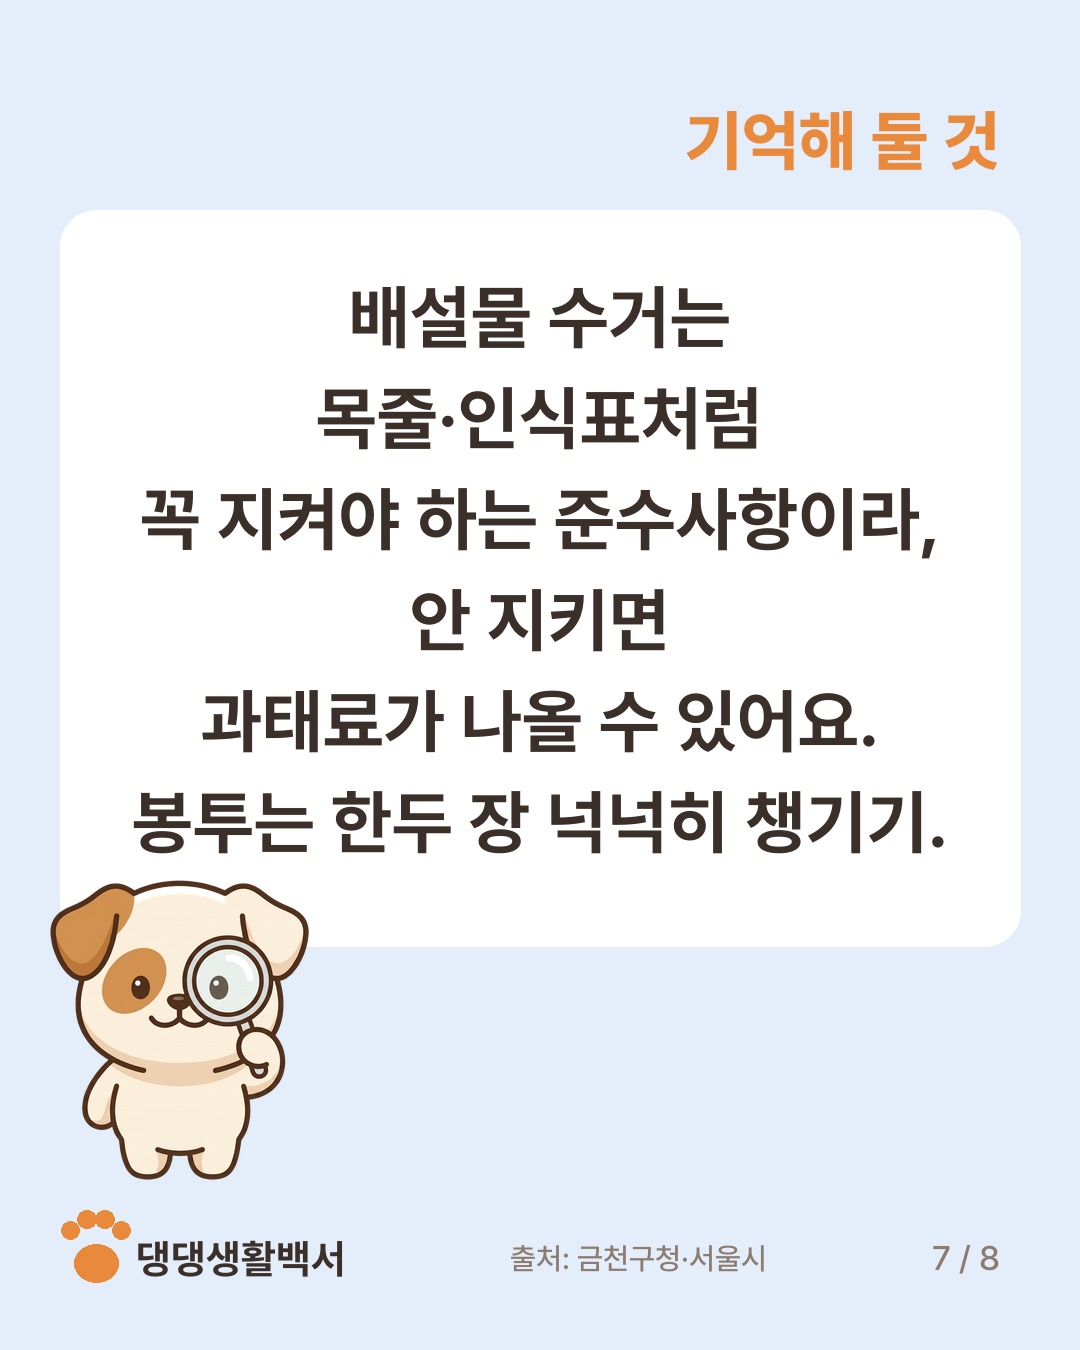 기억해 둘 것
배설물 수거는
목줄·인식표처럼
꼭 지켜야 하는 준수사항이라,
안 지키면
과태료가 나올 수 있어요.
봉투는 한두 장 넉넉히 챙기기.
댕댕생활백서
출처: 금천구청·서울시
7 / 8